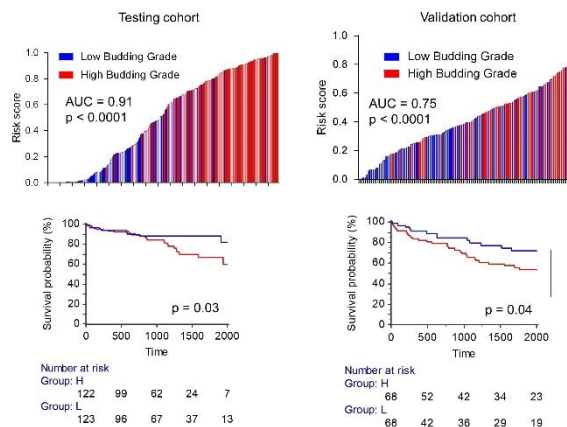 Testing cohort
Validation cohort
1.0
0.8
0.6
0.4
0.2
0.0
Risk score
Low Budding Grade
High Budding Grade
AUC = 0.91
p < 0.0001
1.0
0.8
0.6
0.4
0.2
0.0
Risk score
Low Budding Grade
High Budding Grade
AUC = 0.75
p < 0.0001
100
80
60
40
20
0
Survival probability (%)
p = 0.03
0 500 1000 1500 2000
Time
100
80
60
40
20
0
Survival probability (%)
p = 0.04
0 500 1000 1500 2000
Time
Number at risk
Group: H
122 99 62 24 7
Group: L
123 96 67 37 13
Number at risk
Group: H
68 52 42 34 23
Group: L
68 42 36 29 19